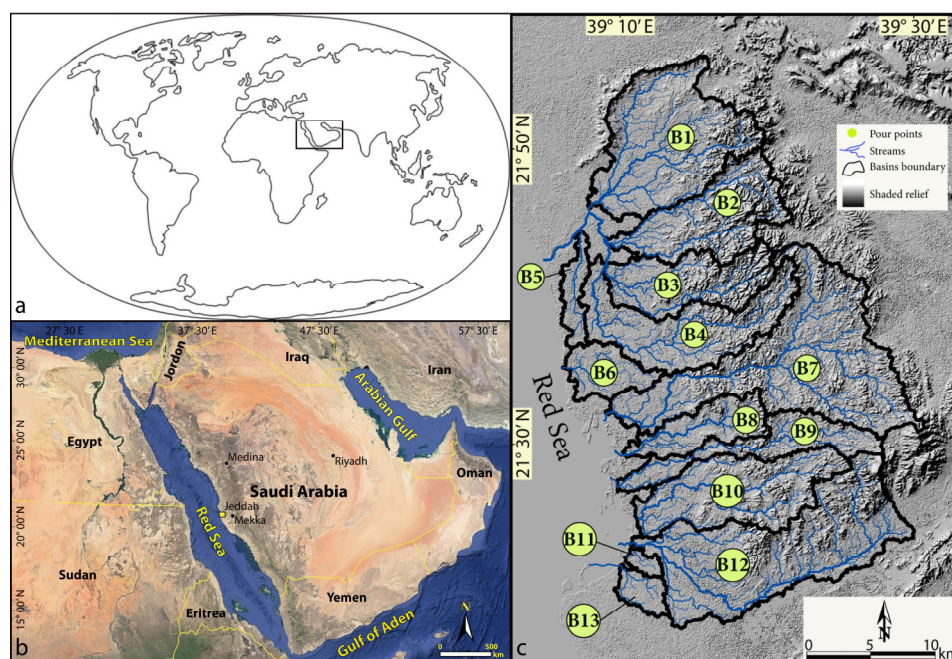 a
27° 30 E
37° 30 E
47° 30 E
57° 30 E
30° 00 N
25° 00 N
20° 00 N
15° 00 N
Mediterranean Sea
Jordon
Iraq
Iran
Arabian Gulf
Egypt
Medina
Riyadh
Oman
Saudi Arabia
Jeddah
Mekka
Red Sea
Sudan
Yemen
Eritrea
Gulf of Aden
N
0 500
km
b
39° 10 E
39° 30 E
21° 50 N
21° 30 N
Pour points
Streams
Basins boundary
Shaded relief
B1
B2
B5
B3
B4
B6
B7
Red Sea
B8
B9
B10
B11
B12
B13
N
0 5 10
km
c